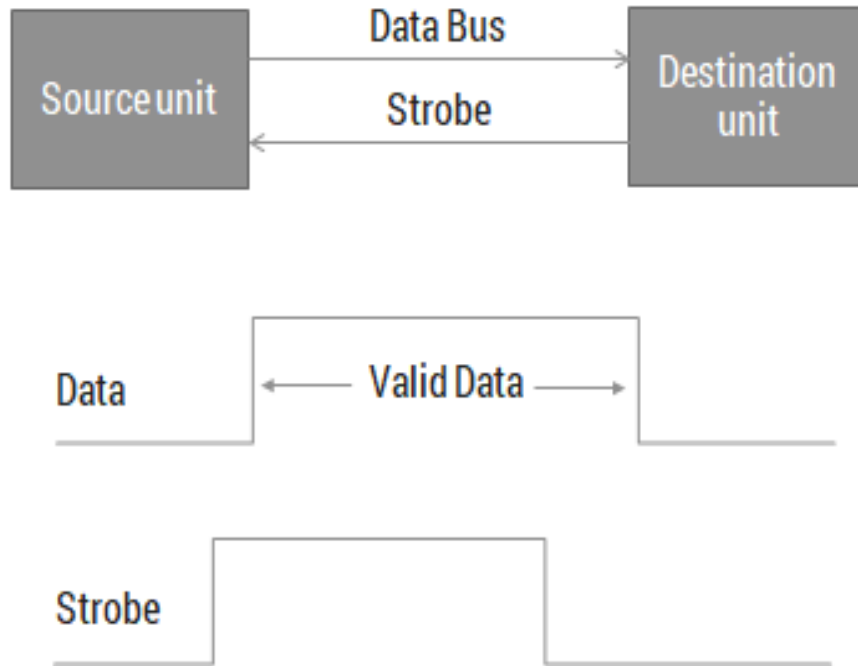 Data Bus
Source unit
Strobe
Destination
unit
Data
Valid Data
Strobe